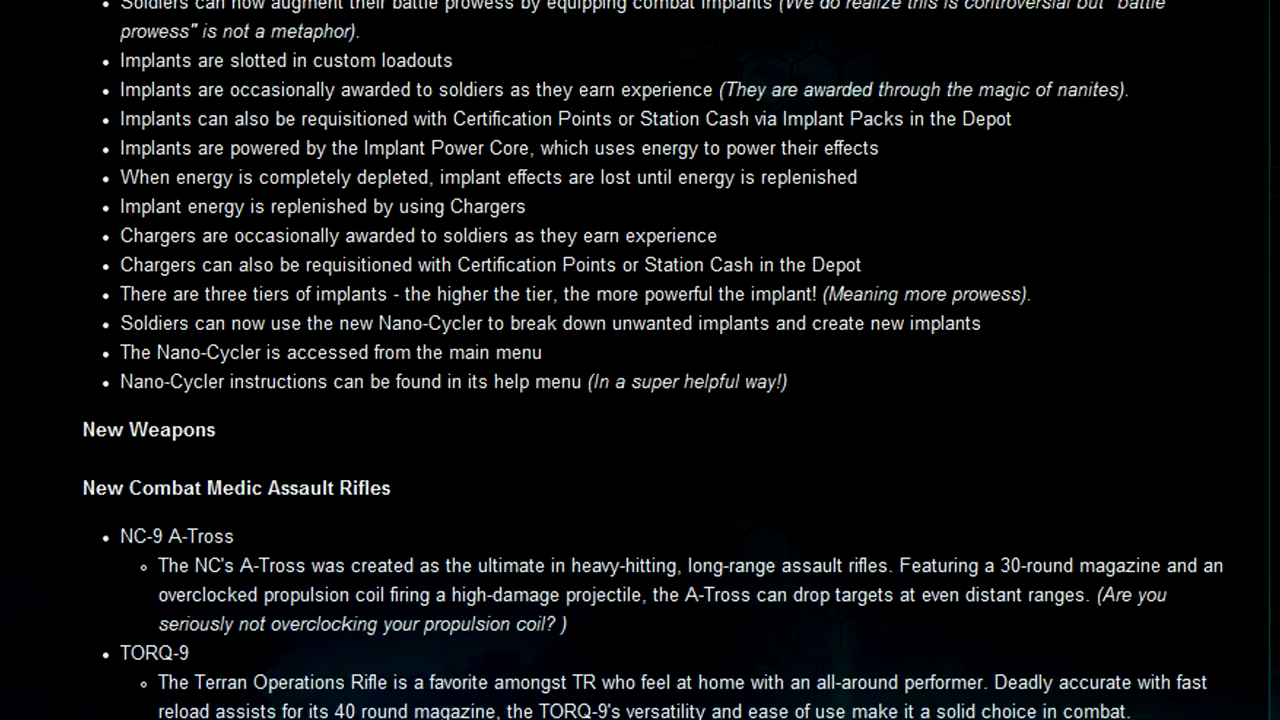 Soldiers can now augment their battle prowess by equipping combat implants (We do realize this is controversial but "battle
prowess" is not a metaphor).
Implants are slotted in custom loadouts
Implants are occasionally awarded to soldiers as they earn experience (They are awarded through the magic of nanites).
Implants can also be requisitioned with Certification Points or Station Cash via Implant Packs in the Depot
Implants are powered by the Implant Power Core, which uses energy to power their effects
When energy is completely depleted, implant effects are lost until energy is replenished
Implant energy is replenished by using Chargers
Chargers are occasionally awarded to soldiers as they earn experience
Chargers can also be requisitioned with Certification Points or Station Cash in the Depot
There are three tiers of implants - the higher the tier, the more powerful the implant! (Meaning more prowess).
Soldiers can now use the new Nano-Cycler to break down unwanted implants and create new implants
The Nano-Cycler is accessed from the main menu
Nano-Cycler instructions can be found in its help menu (In a super helpful way!)
New Weapons
New Combat Medic Assault Rifles
NC-9 A-Tross
The NC's A-Tross was created as the ultimate in heavy-hitting, long-range assault rifles. Featuring a 30-round magazine and an
overclocked propulsion coil firing a high-damage projectile, the A-Tross can drop targets at even distant ranges. (Are you
seriously not overclocking your propulsion coil? )
TORQ-9
The Terran Operations Rifle is a favorite amongst TR who feel at home with an all-around performer. Deadly accurate with fast
reload assists for its 40 round magazine, the TORQ-9's versatility and ease of use make it a solid choice in combat.